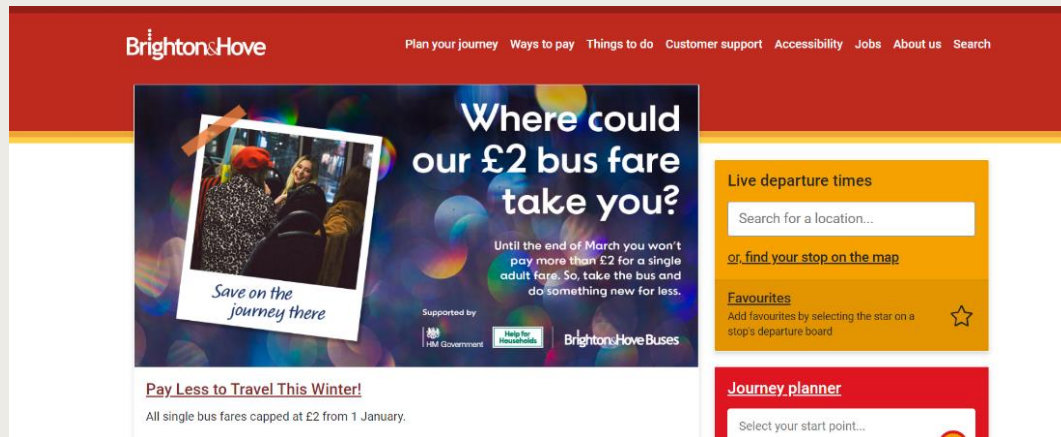 Brighton&Hove
Plan your journey Ways to pay Things to do Customer support Accessibility Jobs About us Search
Where could
our £2 bus fare
take you?
Until the end of March you won't
pay more than £2 for a single
adult fare. So, take the bus and
do something new for less.
Save on the
journey there
Supported by
HM Government
Help for
Households
Brighton&Hove Buses
Pay Less to Travel This Winter!
All single bus fares capped at £2 from 1 January.
Live departure times
Search for a location...
or, find your stop on the map
Favourites
Add favourites by selecting the star on a
stop's departure board
Journey planner
Select your start point...